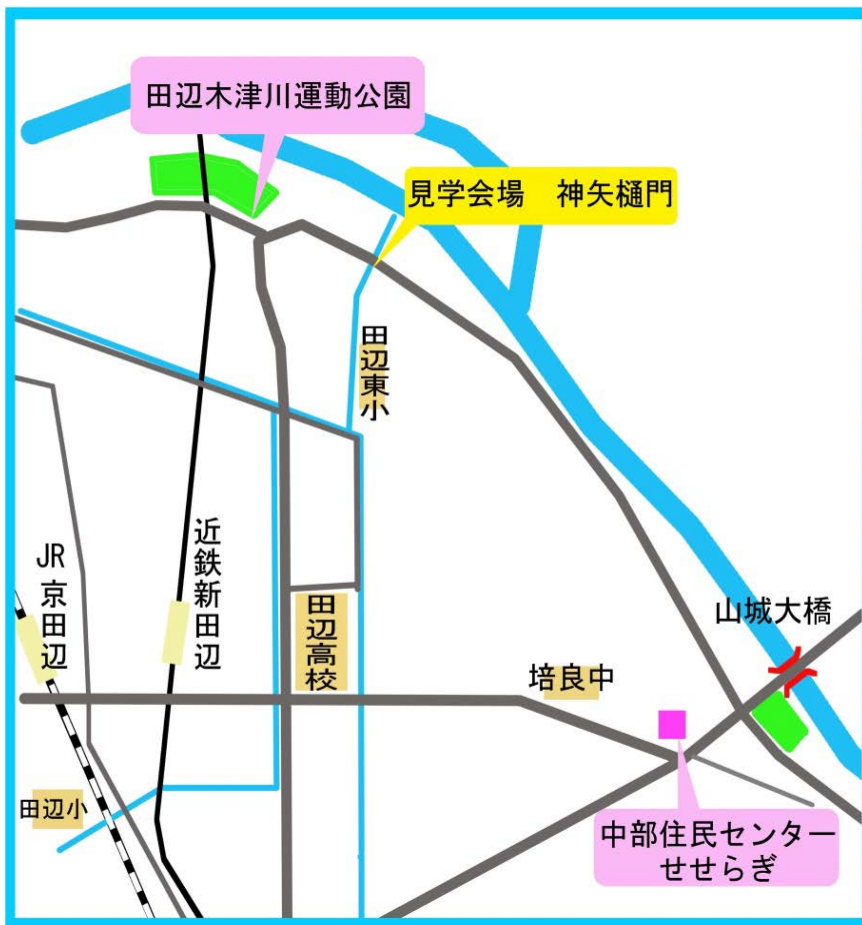 田辺木津川運動公園
見学会場　神矢樋門
田辺東小
近鉄新田辺
JR
京田辺
田辺高校
山城大橋
培良中
田辺小
中部住民センター
せせらぎ